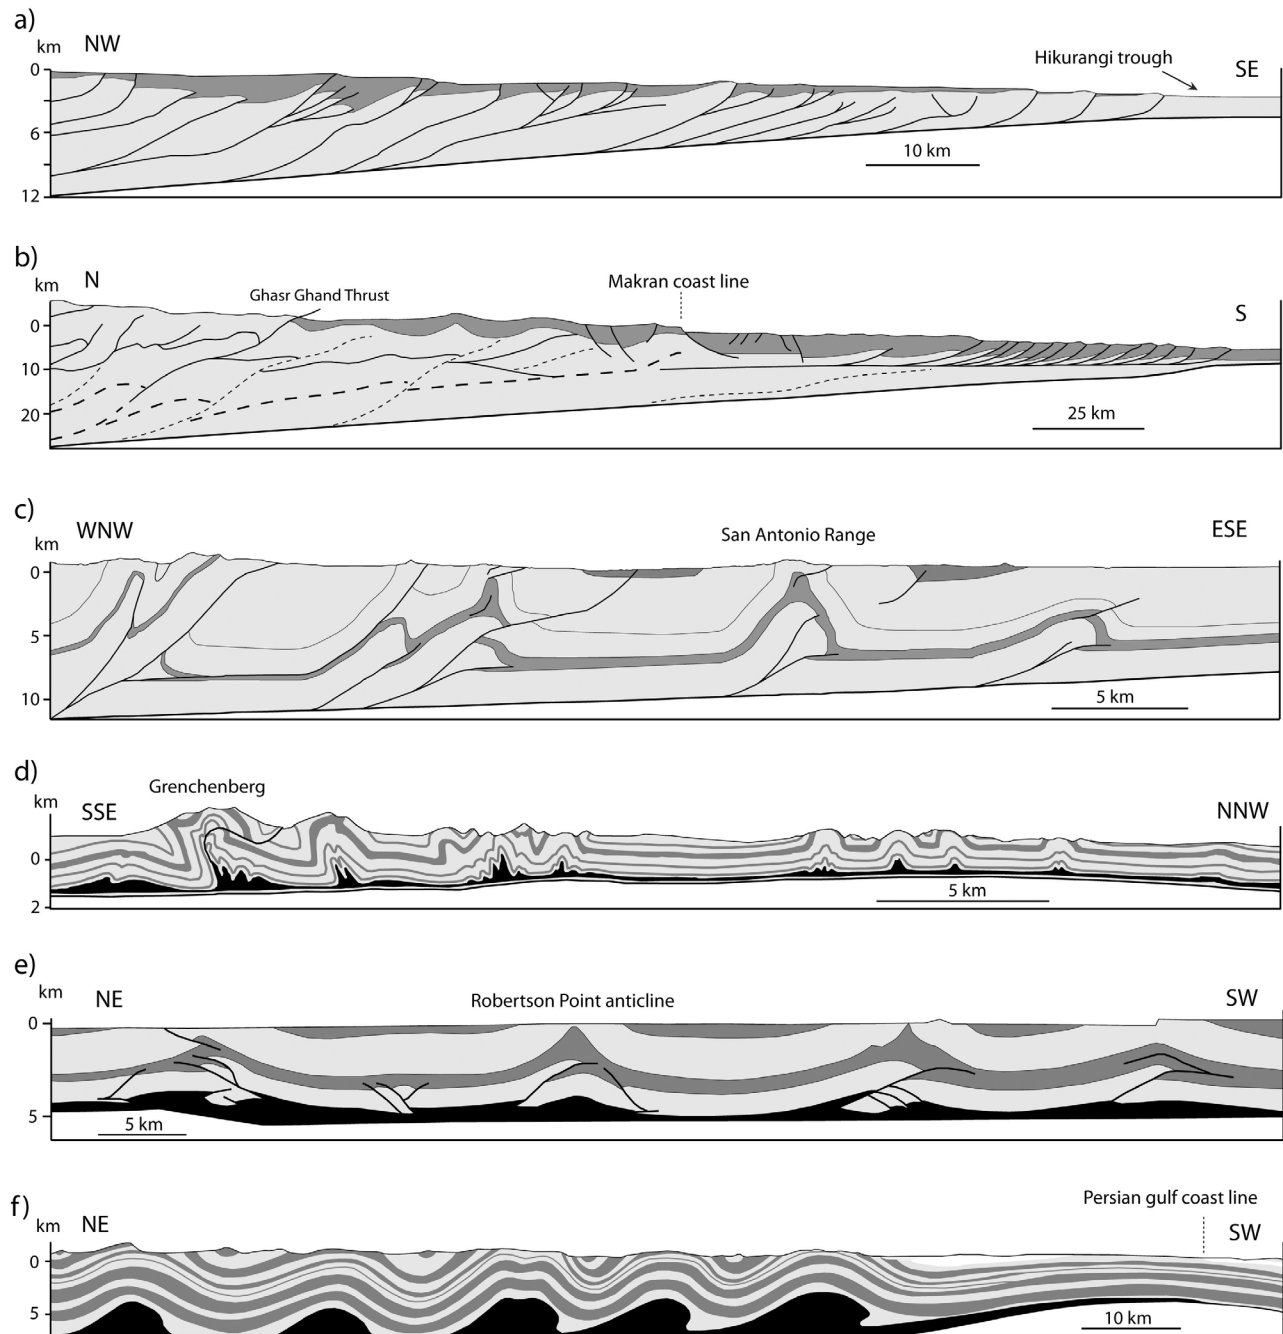 a)
km NW
Hikurangi trough
SE
0
6
10 km
12
b)
km N
Ghasr Ghand Thrust
Makran coast line
S
0
10
20
25 km
c)
WNW
San Antonio Range
ESE
km
0
5
10
5 km
d)
Grenchenberg
km
SSE
NNW
0
2
5 km
e)
km NE
Robertson Point anticline
SW
0
5
5 km
f)
Persian gulf coast line
km NE
SW
0
5
10 km